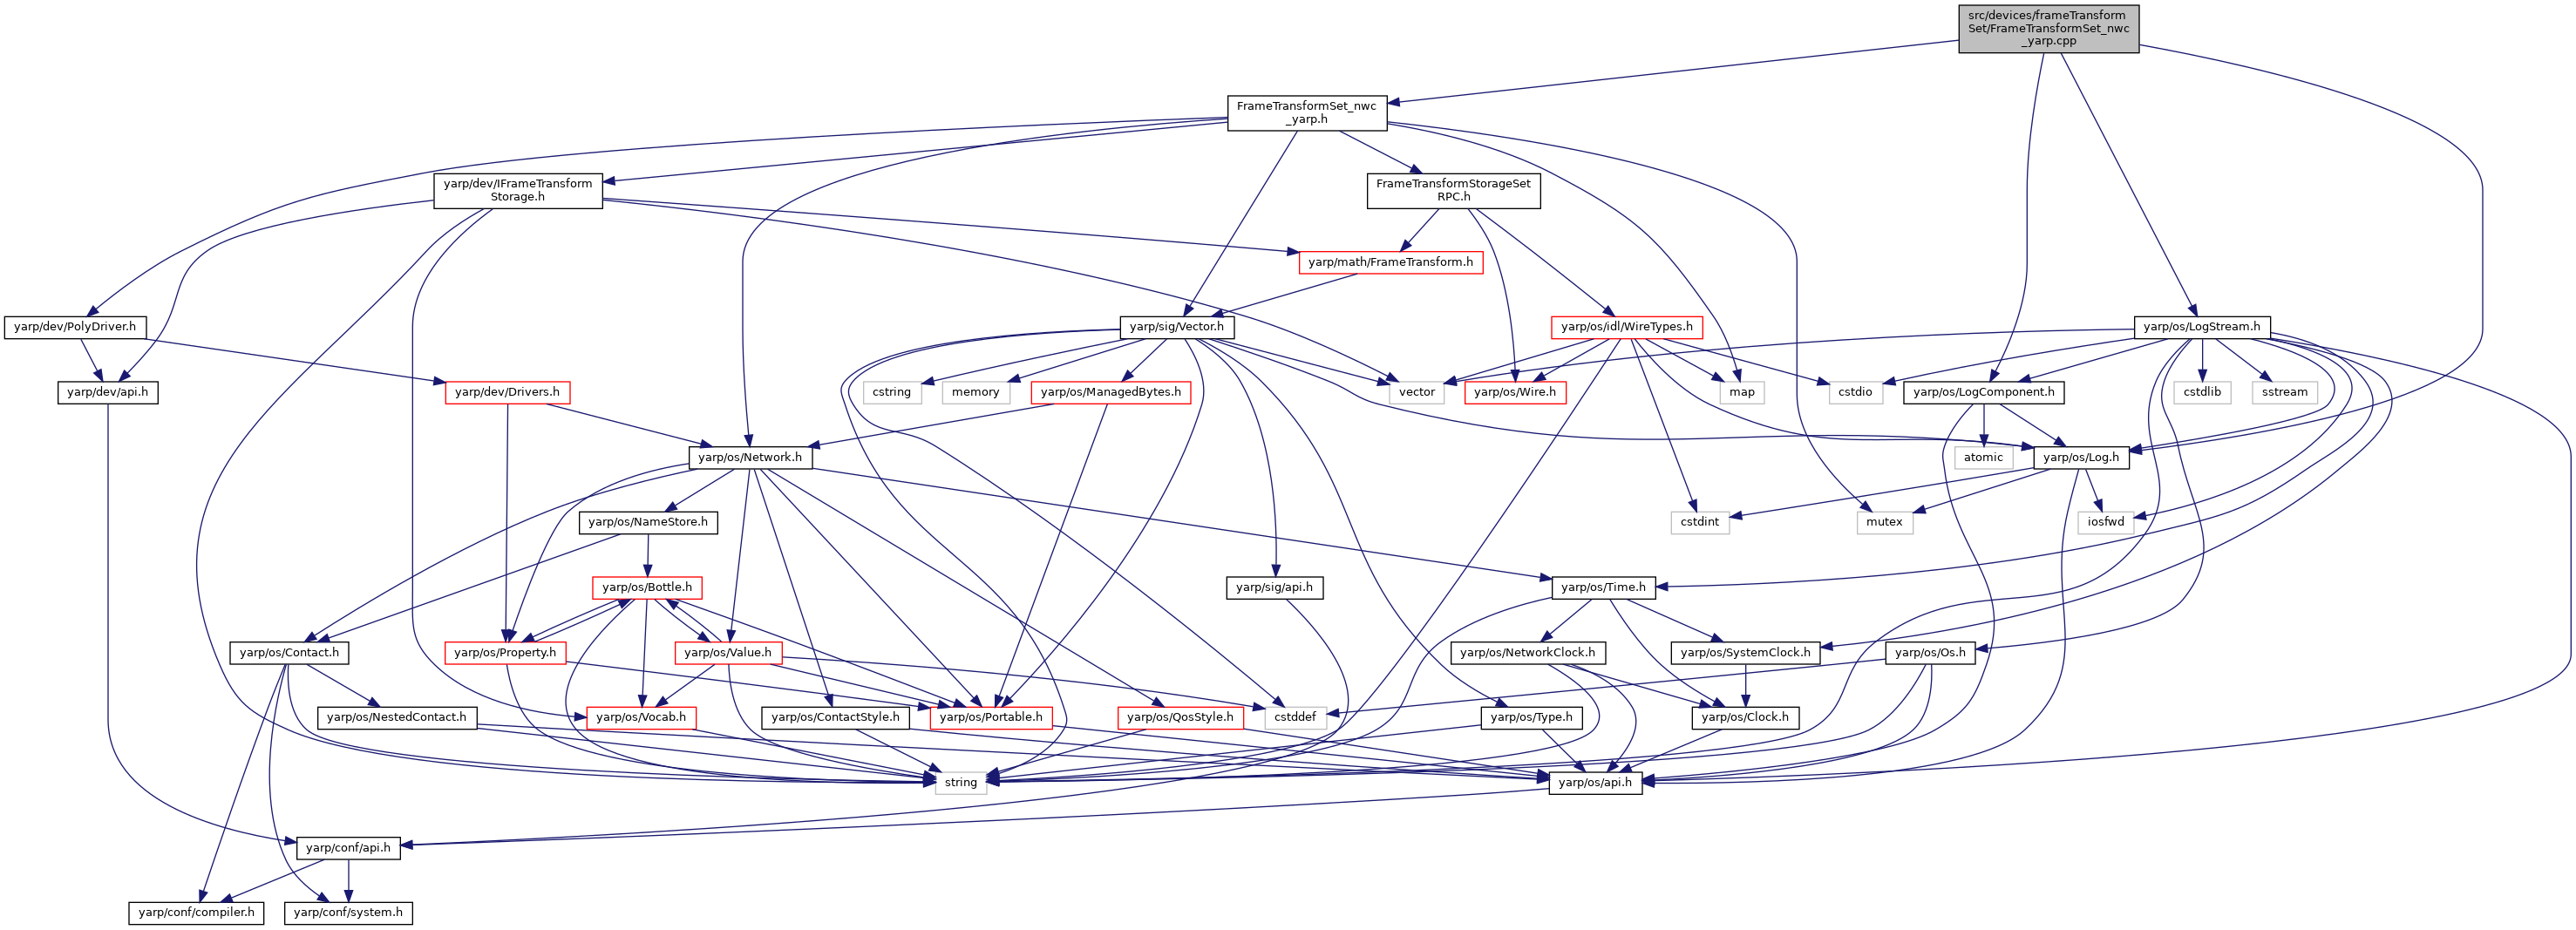 src/devices/frameTransform
Set/FrameTransformSet_nwc
_yarp.cpp
FrameTransformSet_nwc
_yarp.h
yarp/dev/IFrameTransform
Storage.h
FrameTransformStorageSet
RPC.h
yarp/math/FrameTransform.h
yarp/dev/PolyDriver.h
yarp/sig/Vector.h
yarp/os/idl/WireTypes.h
yarp/os/LogStream.h
yarp/dev/api.h
yarp/dev/Drivers.h
cstring
memory
yarp/os/ManagedBytes.h
vector
yarp/os/Wire.h
map
cstdio
yarp/os/LogComponent.h
cstdlib
sstream
yarp/os/Network.h
atomic
yarp/os/Log.h
yarp/os/NameStore.h
cstdint
mutex
iosfwd
yarp/os/Bottle.h
yarp/sig/api.h
yarp/os/Time.h
yarp/os/Contact.h
yarp/os/Property.h
yarp/os/Value.h
yarp/os/NetworkClock.h
yarp/os/SystemClock.h
yarp/os/Os.h
yarp/os/NestedContact.h
yarp/os/Vocab.h
yarp/os/ContactStyle.h
yarp/os/Portable.h
yarp/os/QosStyle.h
cstddef
yarp/os/Type.h
yarp/os/Clock.h
string
yarp/os/api.h
yarp/conf/api.h
yarp/conf/compiler.h
yarp/conf/system.h